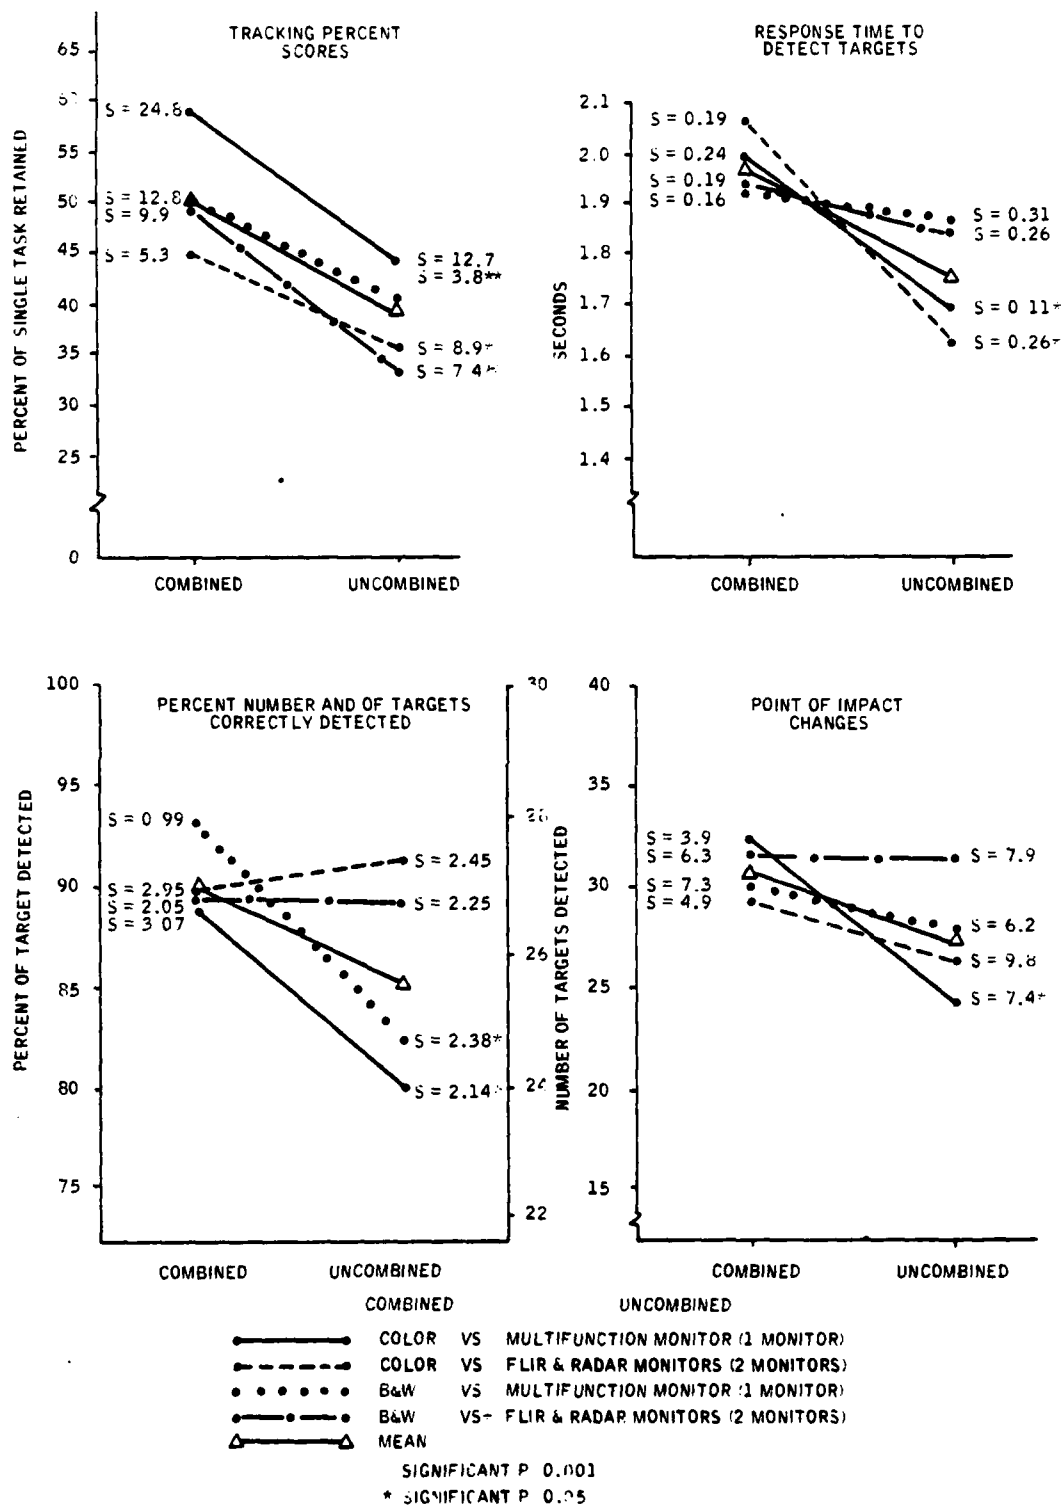 TRACKING PERCENT
SCORES
PERCENT OF SINGLE TASK RETAINED
65
55
50
45
40
35
30
25
0
S = 24.8
S = 12.8
S = 9.9
S = 5.3
S = 12.7
S = 3.8**
S = 8.9*
S = 7 4*
COMBINED
UNCOMBINED
RESPONSE TIME TO
DETECT TARGETS
SECONDS
2.1
2.0
1.9
1.8
1.7
1.6
1.5
1.4
S = 0.19
S = 0.24
S = 0.19
S = 0.16
S = 0.31
S = 0.26
S = 0 11*
S = 0.26*
COMBINED
UNCOMBINED
PERCENT NUMBER AND OF TARGETS
CORRECTLY DETECTED
PERCENT OF TARGET DETECTED
100
95
90
85
80
75
S = 0 99
S = 2.95
S = 2.05
S = 3 07
S = 2.45
S = 2.25
S = 2.38*
S = 2.14*
NUMBER OF TARGETS DETECTED
30
26
24
22
COMBINED
UNCOMBINED
POINT OF IMPACT
CHANGES
40
35
30
25
20
15
S = 3.9
S = 6.3
S = 7.3
S = 4.9
S = 7.9
S = 6.2
S = 9.8
S = 7.4*
COMBINED
UNCOMBINED
COMBINED UNCOMBINED
COLOR VS MULTIFUNCTION MONITOR (1 MONITOR)
COLOR VS FLIR & RADAR MONITORS (2 MONITORS)
B&W VS MULTIFUNCTION MONITOR (1 MONITOR)
B&W VS FLIR & RADAR MONITORS (2 MONITORS)
MEAN
SIGNIFICANT P 0.001
* SIGNIFICANT P